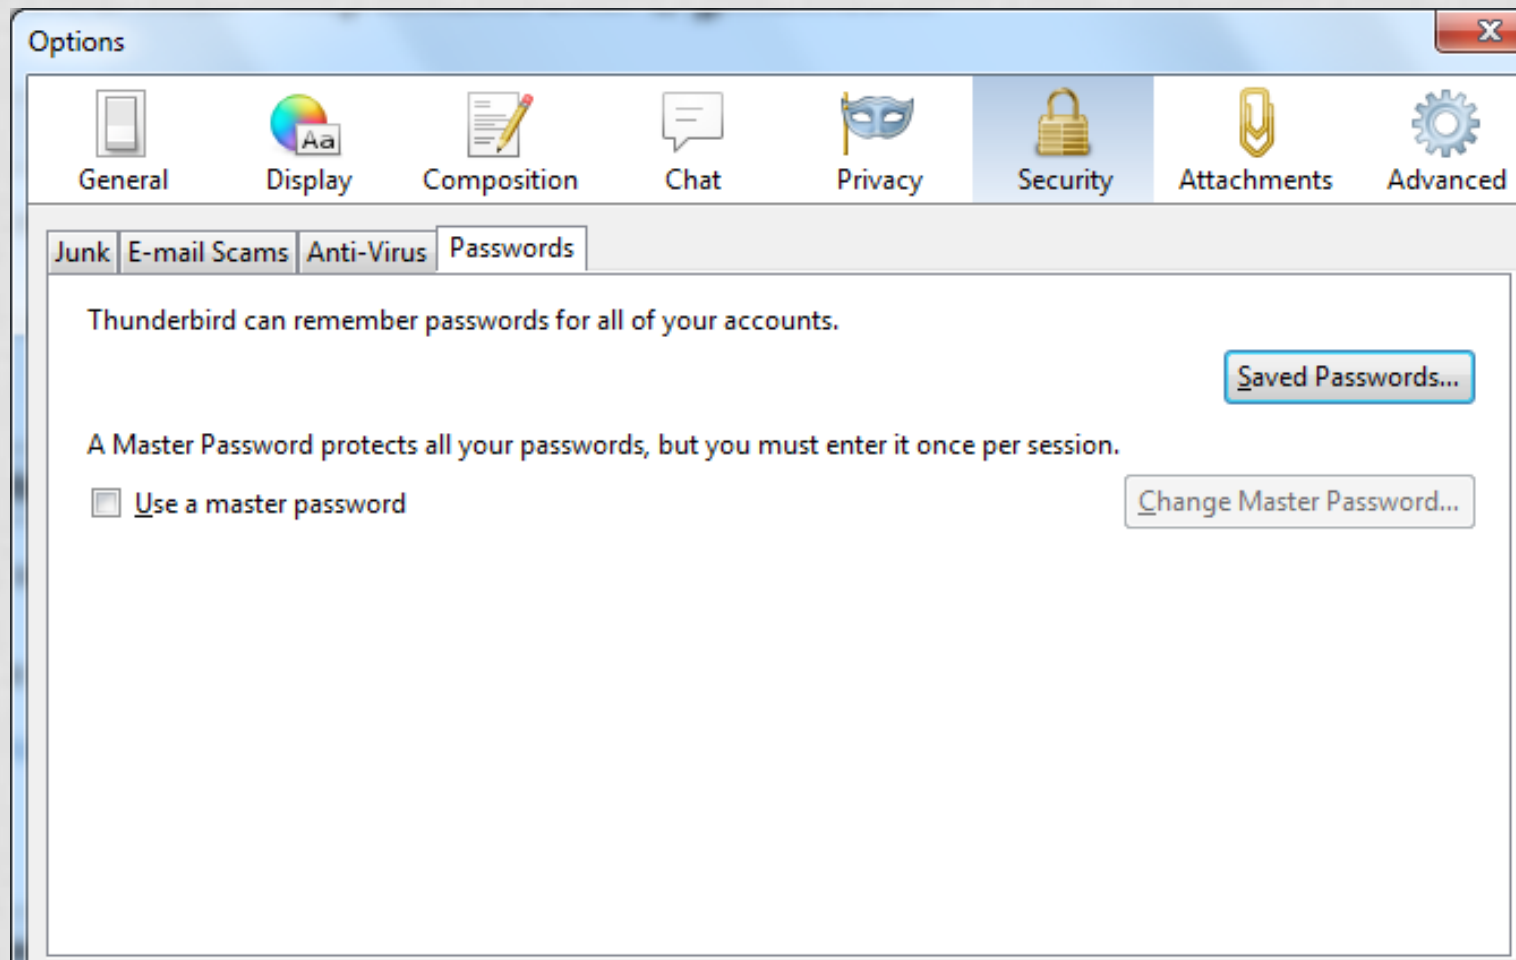 Options
General Display Composition Chat Privacy Security Attachments Advanced
Junk E-mail Scams Anti-Virus Passwords
Thunderbird can remember passwords for all of your accounts.
Saved Passwords...
A Master Password protects all your passwords, but you must enter it once per session.
Use a master password Change Master Password...